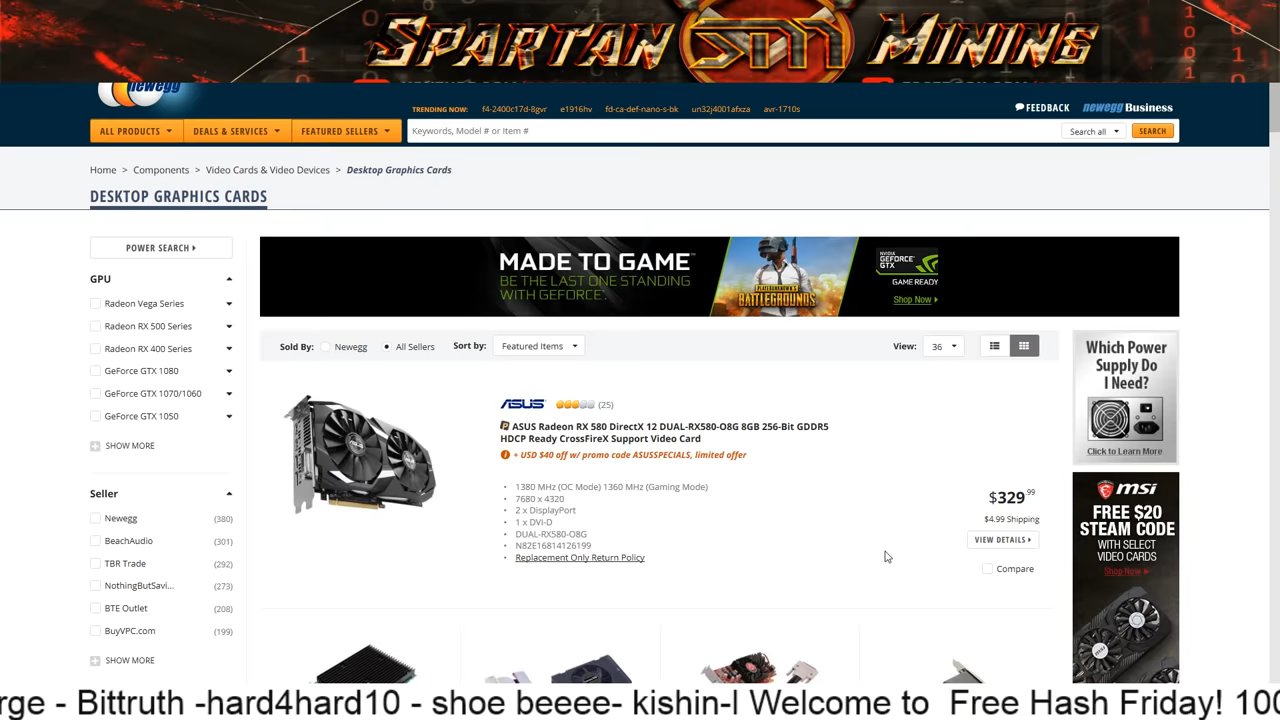 SPARTAN SM MINING
newegg
TRENDING NOW: f4-2400c17d-8gvr e1916hv fd-ca-def-nano-s-bk un32j4001afxza avr-1710s
FEEDBACK newegg Business
ALL PRODUCTS DEALS & SERVICES FEATURED SELLERS Keywords, Model # or Item # Search all SEARCH
Home > Components > Video Cards & Video Devices > Desktop Graphics Cards
DESKTOP GRAPHICS CARDS
POWER SEARCH
GPU
Radeon Vega Series
Radeon RX 500 Series
Radeon RX 400 Series
GeForce GTX 1080
GeForce GTX 1070/1060
GeForce GTX 1050
SHOW MORE
Seller
Newegg (380)
BeachAudio (301)
TBR Trade (292)
NothingButSavi... (273)
BTE Outlet (208)
BuyVPC.com (199)
SHOW MORE
MADE TO GAME™
BE THE LAST ONE STANDING
WITH GEFORCE.
PLAYERUNKNOWN'S
BATTLEGROUNDS
NVIDIA
GEFORCE
GTX
GAME READY
Shop Now
Sold By: Newegg All Sellers Sort by: Featured Items View: 36
ASUS (25)
ASUS Radeon RX 580 DirectX 12 DUAL-RX580-O8G 8GB 256-Bit GDDR5
HDCP Ready CrossFireX Support Video Card
+ USD $40 off w/ promo code ASUSSPECIALS, limited offer
• 1380 MHz (OC Mode) 1360 MHz (Gaming Mode)
• 7680 x 4320
• 2 x DisplayPort
• 1 x DVI-D
• DUAL-RX580-O8G
• N82E16814126199
• Replacement Only Return Policy
$329.99
$4.99 Shipping
VIEW DETAILS
Compare
Which Power
Supply Do
I Need?
Click to Learn More
msi
FREE $20
STEAM CODE
WITH SELECT
VIDEO CARDS
Shop Now
rge - Bittruth -hard4hard10 - shoe beeee- kishin-l Welcome to Free Hash Friday! 100